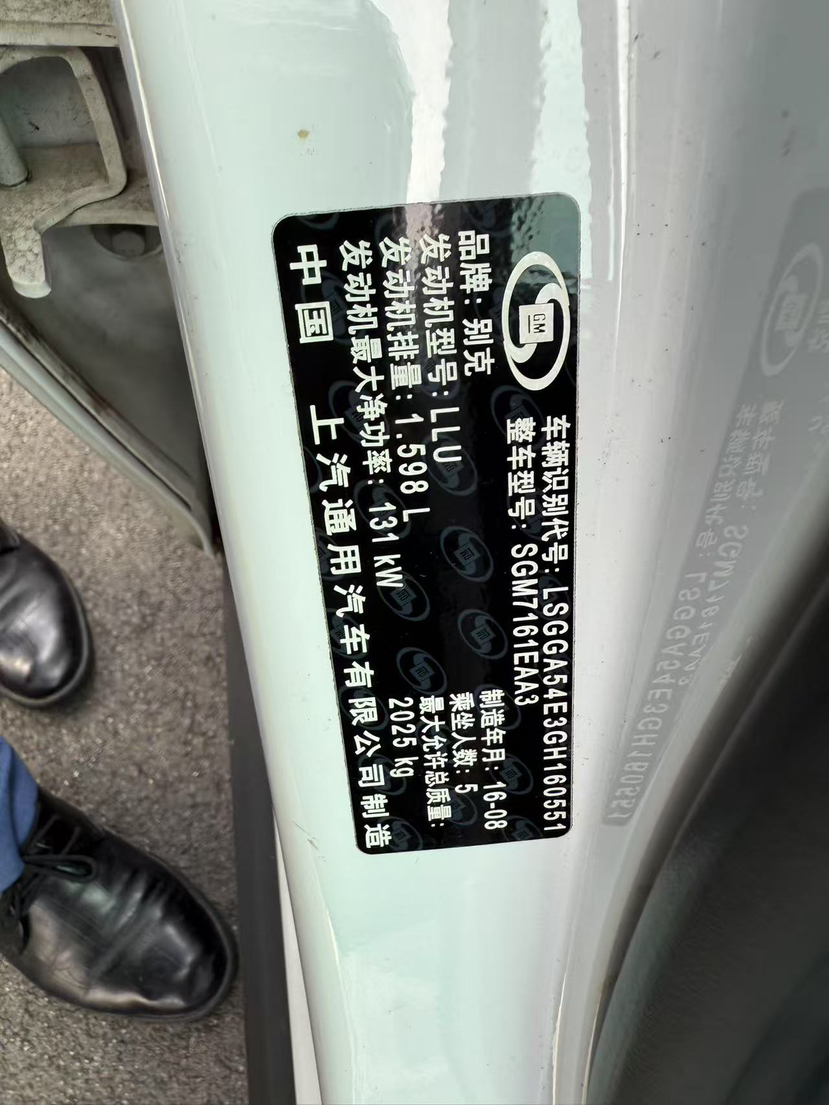 GM
车辆识别代号: LSGGA54E3GH160551
整车型号: SGM7161EAA3
品牌: 别克
发动机型号: LLU
发动机排量: 1.598 L
发动机最大净功率: 131 kW
制造年月: 16-08
乘坐人数: 5
最大允许总质量:
2025 kg
中国 上汽通用汽车有限公司制造